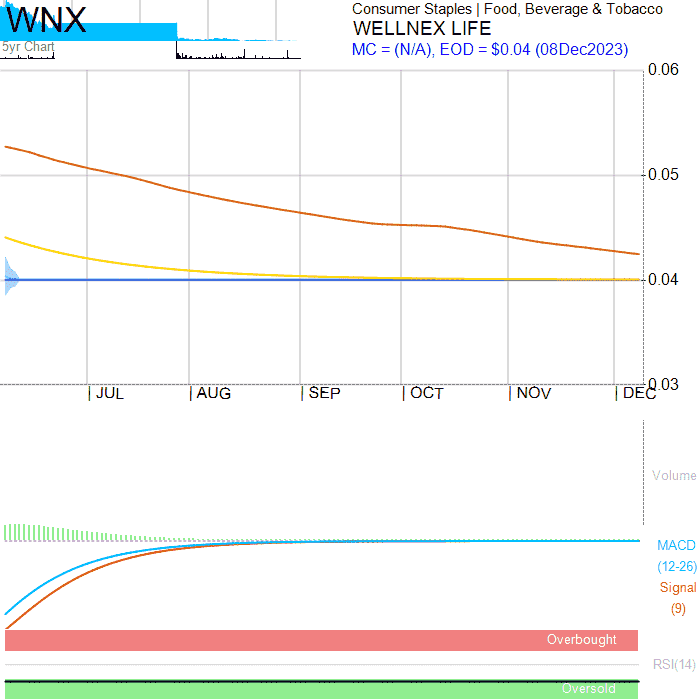 WNX
5yr Chart
Consumer Staples | Food, Beverage & Tobacco
WELLNEX LIFE
MC = (N/A), EOD = $0.04 (08Dec2023)
0.06
0.05
0.04
0.03
JUL AUG SEP OCT NOV DEC
Volume
MACD
(12-26)
Signal
(9)
Overbought
RSI(14)
Oversold